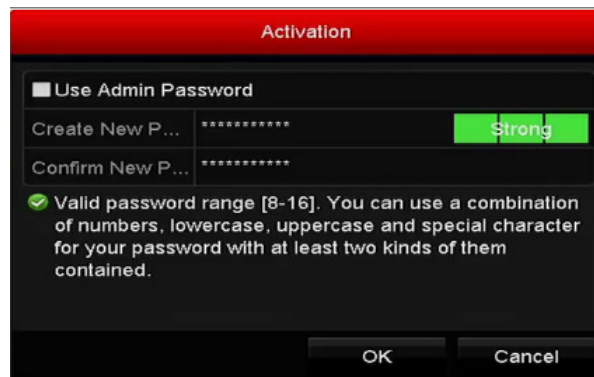 Activation
Use Admin Password
Create New P... ***********
Strong
Confirm New P... ***********
Valid password range [8-16]. You can use a combination
of numbers, lowercase, uppercase and special character
for your password with at least two kinds of them
contained.
OK Cancel